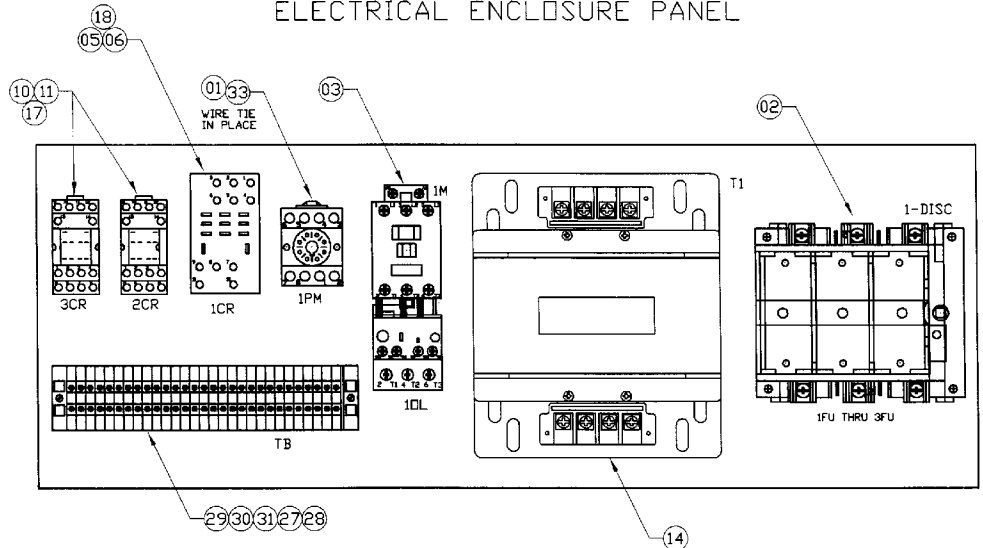 ELECTRICAL ENCLOSURE PANEL
18
05 06
10 11
17
01 33
WIRE TIE
IN PLACE
03
02
1M
T1
1-DISC
3CR
2CR
1CR
1PM
2 T1 4 T2 6 T3
1OL
1FU THRU 3FU
TB
29 30 31 27 28
14